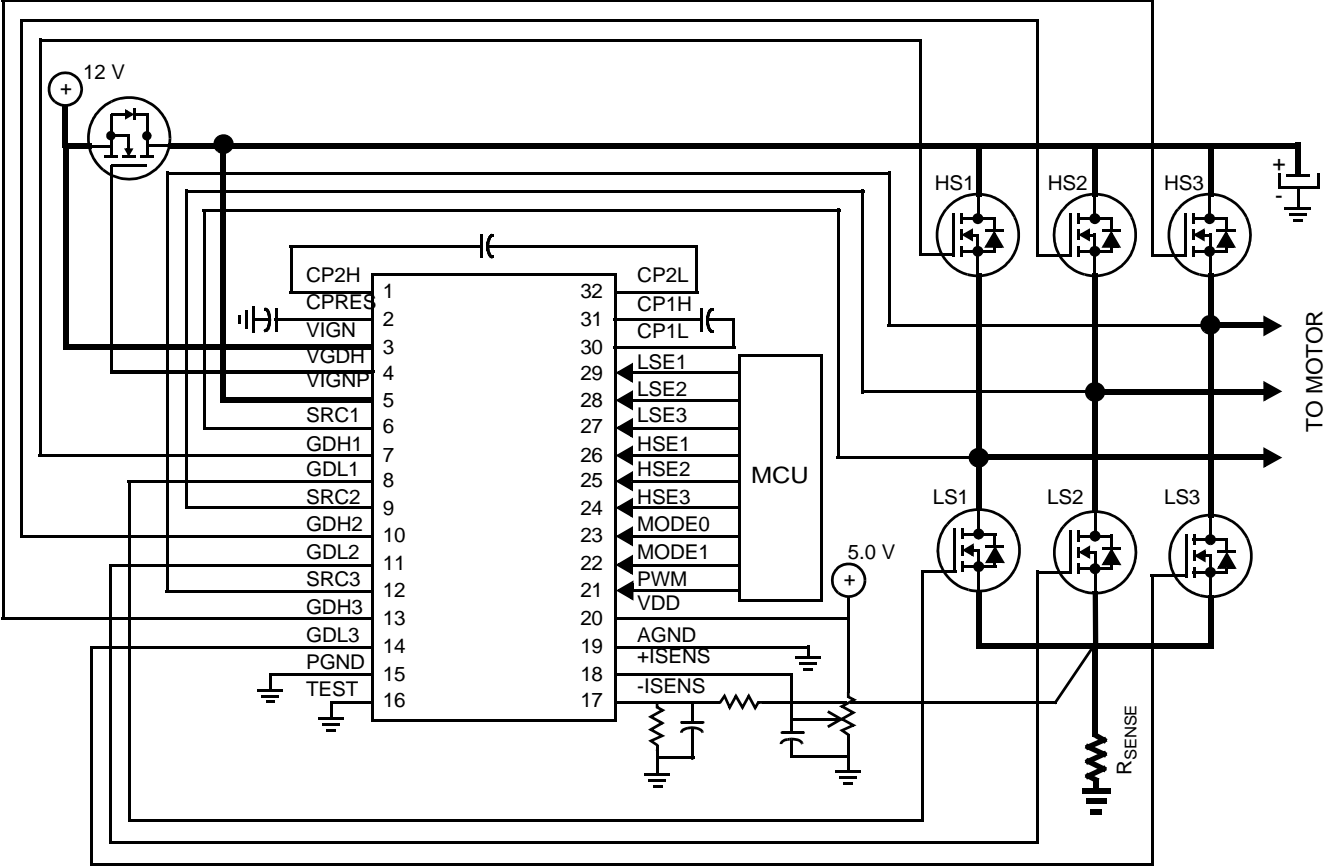 12 V
+
HS1
HS2
HS3
+
-
CP2H
CPRES
VIGN
VGDH
VIGNP
SRC1
GDH1
GDL1
SRC2
GDH2
GDL2
SRC3
GDH3
GDL3
PGND
TEST
1
2
3
4
5
6
7
8
9
10
11
12
13
14
15
16
32
31
30
29
28
27
26
25
24
23
22
21
20
19
18
17
CP2L
CP1H
CP1L
LSE1
LSE2
LSE3
HSE1
HSE2
HSE3
MODE0
MODE1
PWM
VDD
AGND
+ISENS
-ISENS
MCU
5.0 V
+
LS1
LS2
LS3
TO MOTOR
RSENSE